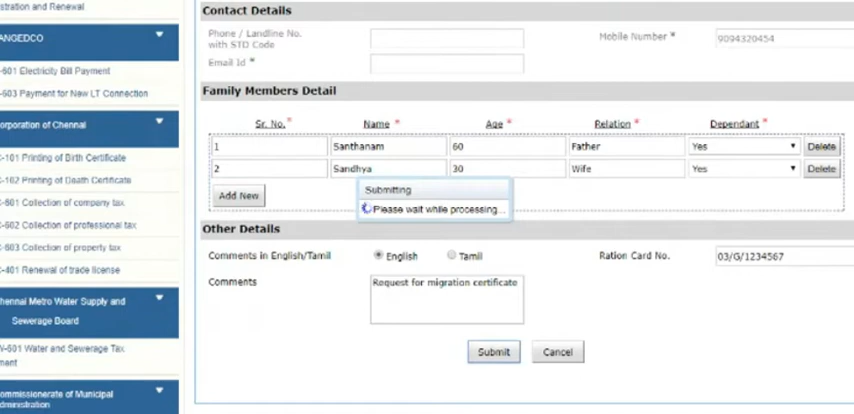 stration and Renewal
ANGEDCO
-601 Electricity Bill Payment
-603 Payment for New LT Connection
orporation of Chennai
-101 Printing of Birth Certificate
-102 Printing of Death Certificate
-601 Collection of company tax
-602 Collection of professional tax
-603 Collection of property tax
-401 Renewal of trade license
hennai Metro Water Supply and
Sewerage Board
W-601 Water and Sewerage Tax
ment
ommissionerate of Municipal
dministration
Contact Details
Phone / Landline No.
with STD Code
Mobile Number *
9094320454
Email Id *
Family Members Detail
Sr. No. * Name * Age * Relation * Dependant *
1 Santhanam 60 Father Yes Delete
2 Sandhya 30 Wife Yes Delete
Add New
Submitting
Please wait while processing...
Other Details
Comments in English/Tamil English Tamil Ration Card No. 03/G/1234567
Comments
Request for migration certificate
Submit Cancel